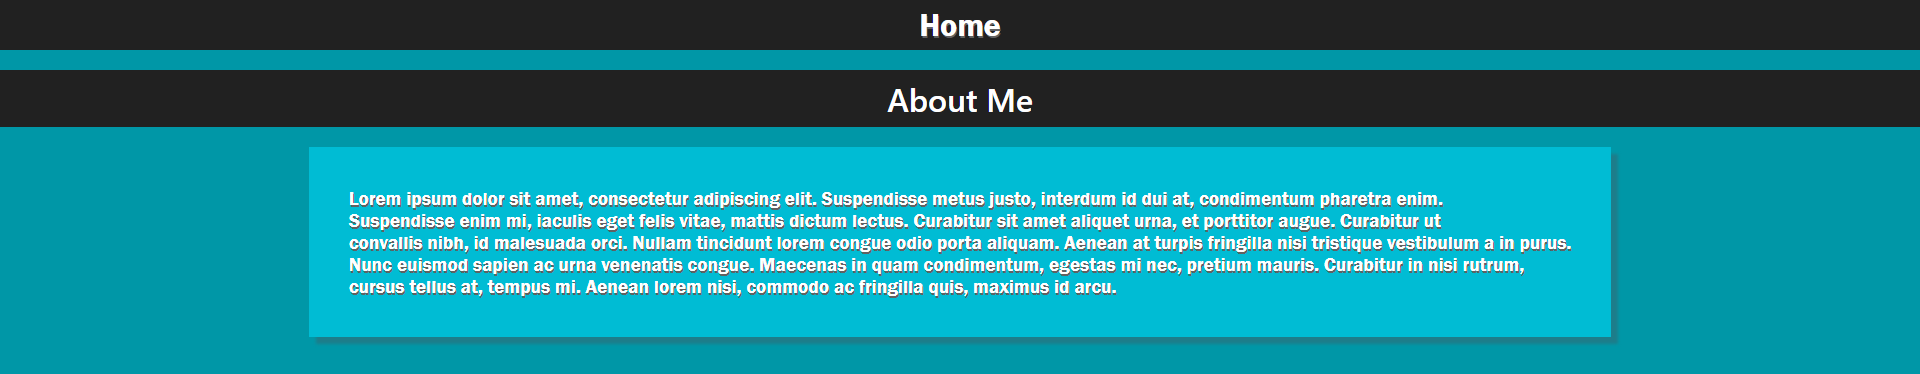 Home
About Me
Lorem ipsum dolor sit amet, consectetur adipiscing elit. Suspendisse metus justo, interdum id dui at, condimentum pharetra enim.
Suspendisse enim mi, iaculis eget felis vitae, mattis dictum lectus. Curabitur sit amet aliquet urna, et porttitor augue. Curabitur ut
convallis nibh, id malesuada orci. Nullam tincidunt lorem congue odio porta aliquam. Aenean at turpis fringilla nisi tristique vestibulum a in purus.
Nunc euismod sapien ac urna venenatis congue. Maecenas in quam condimentum, egestas mi nec, pretium mauris. Curabitur in nisi rutrum,
cursus tellus at, tempus mi. Aenean lorem nisi, commodo ac fringilla quis, maximus id arcu.